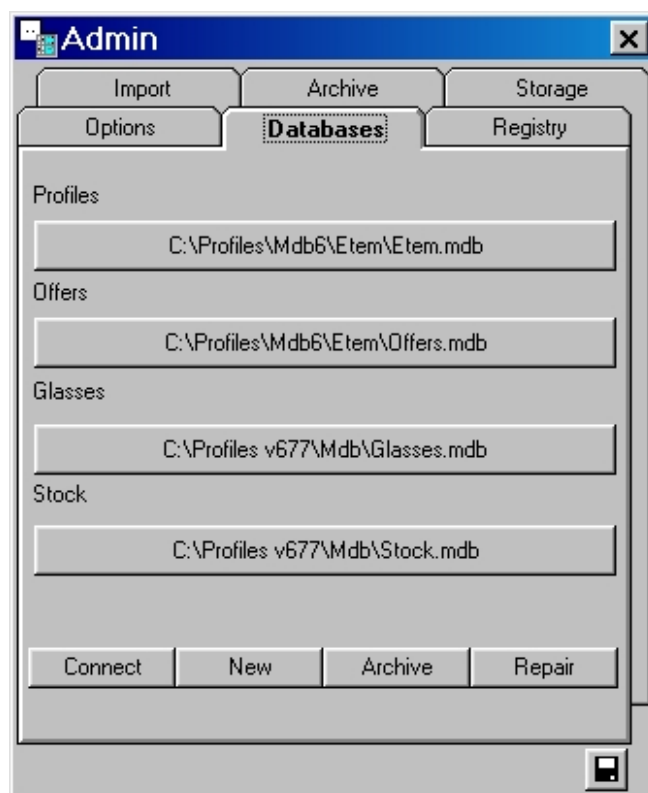 Admin
Import Archive Storage
Options Databases Registry
Profiles
C:\Profiles\Mdb6\Etem\Etem.mdb
Offers
C:\Profiles\Mdb6\Etem\Offers.mdb
Glasses
C:\Profiles v677\Mdb\Glasses.mdb
Stock
C:\Profiles v677\Mdb\Stock.mdb
Connect New Archive Repair